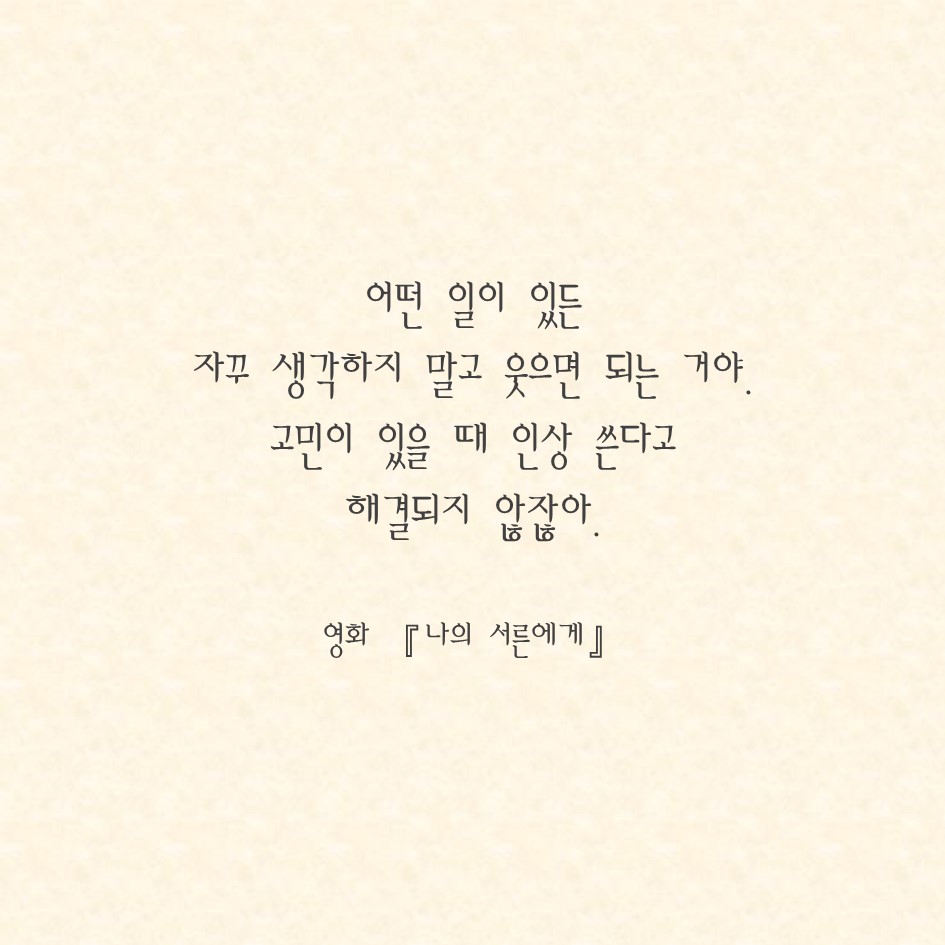 어떤 일이 있든
자꾸 생각하지 말고 웃으면 되는 거야.
고민이 있을 때 인상 쓴다고
해결되지 않잖아.
영화 『나의 서른에게』